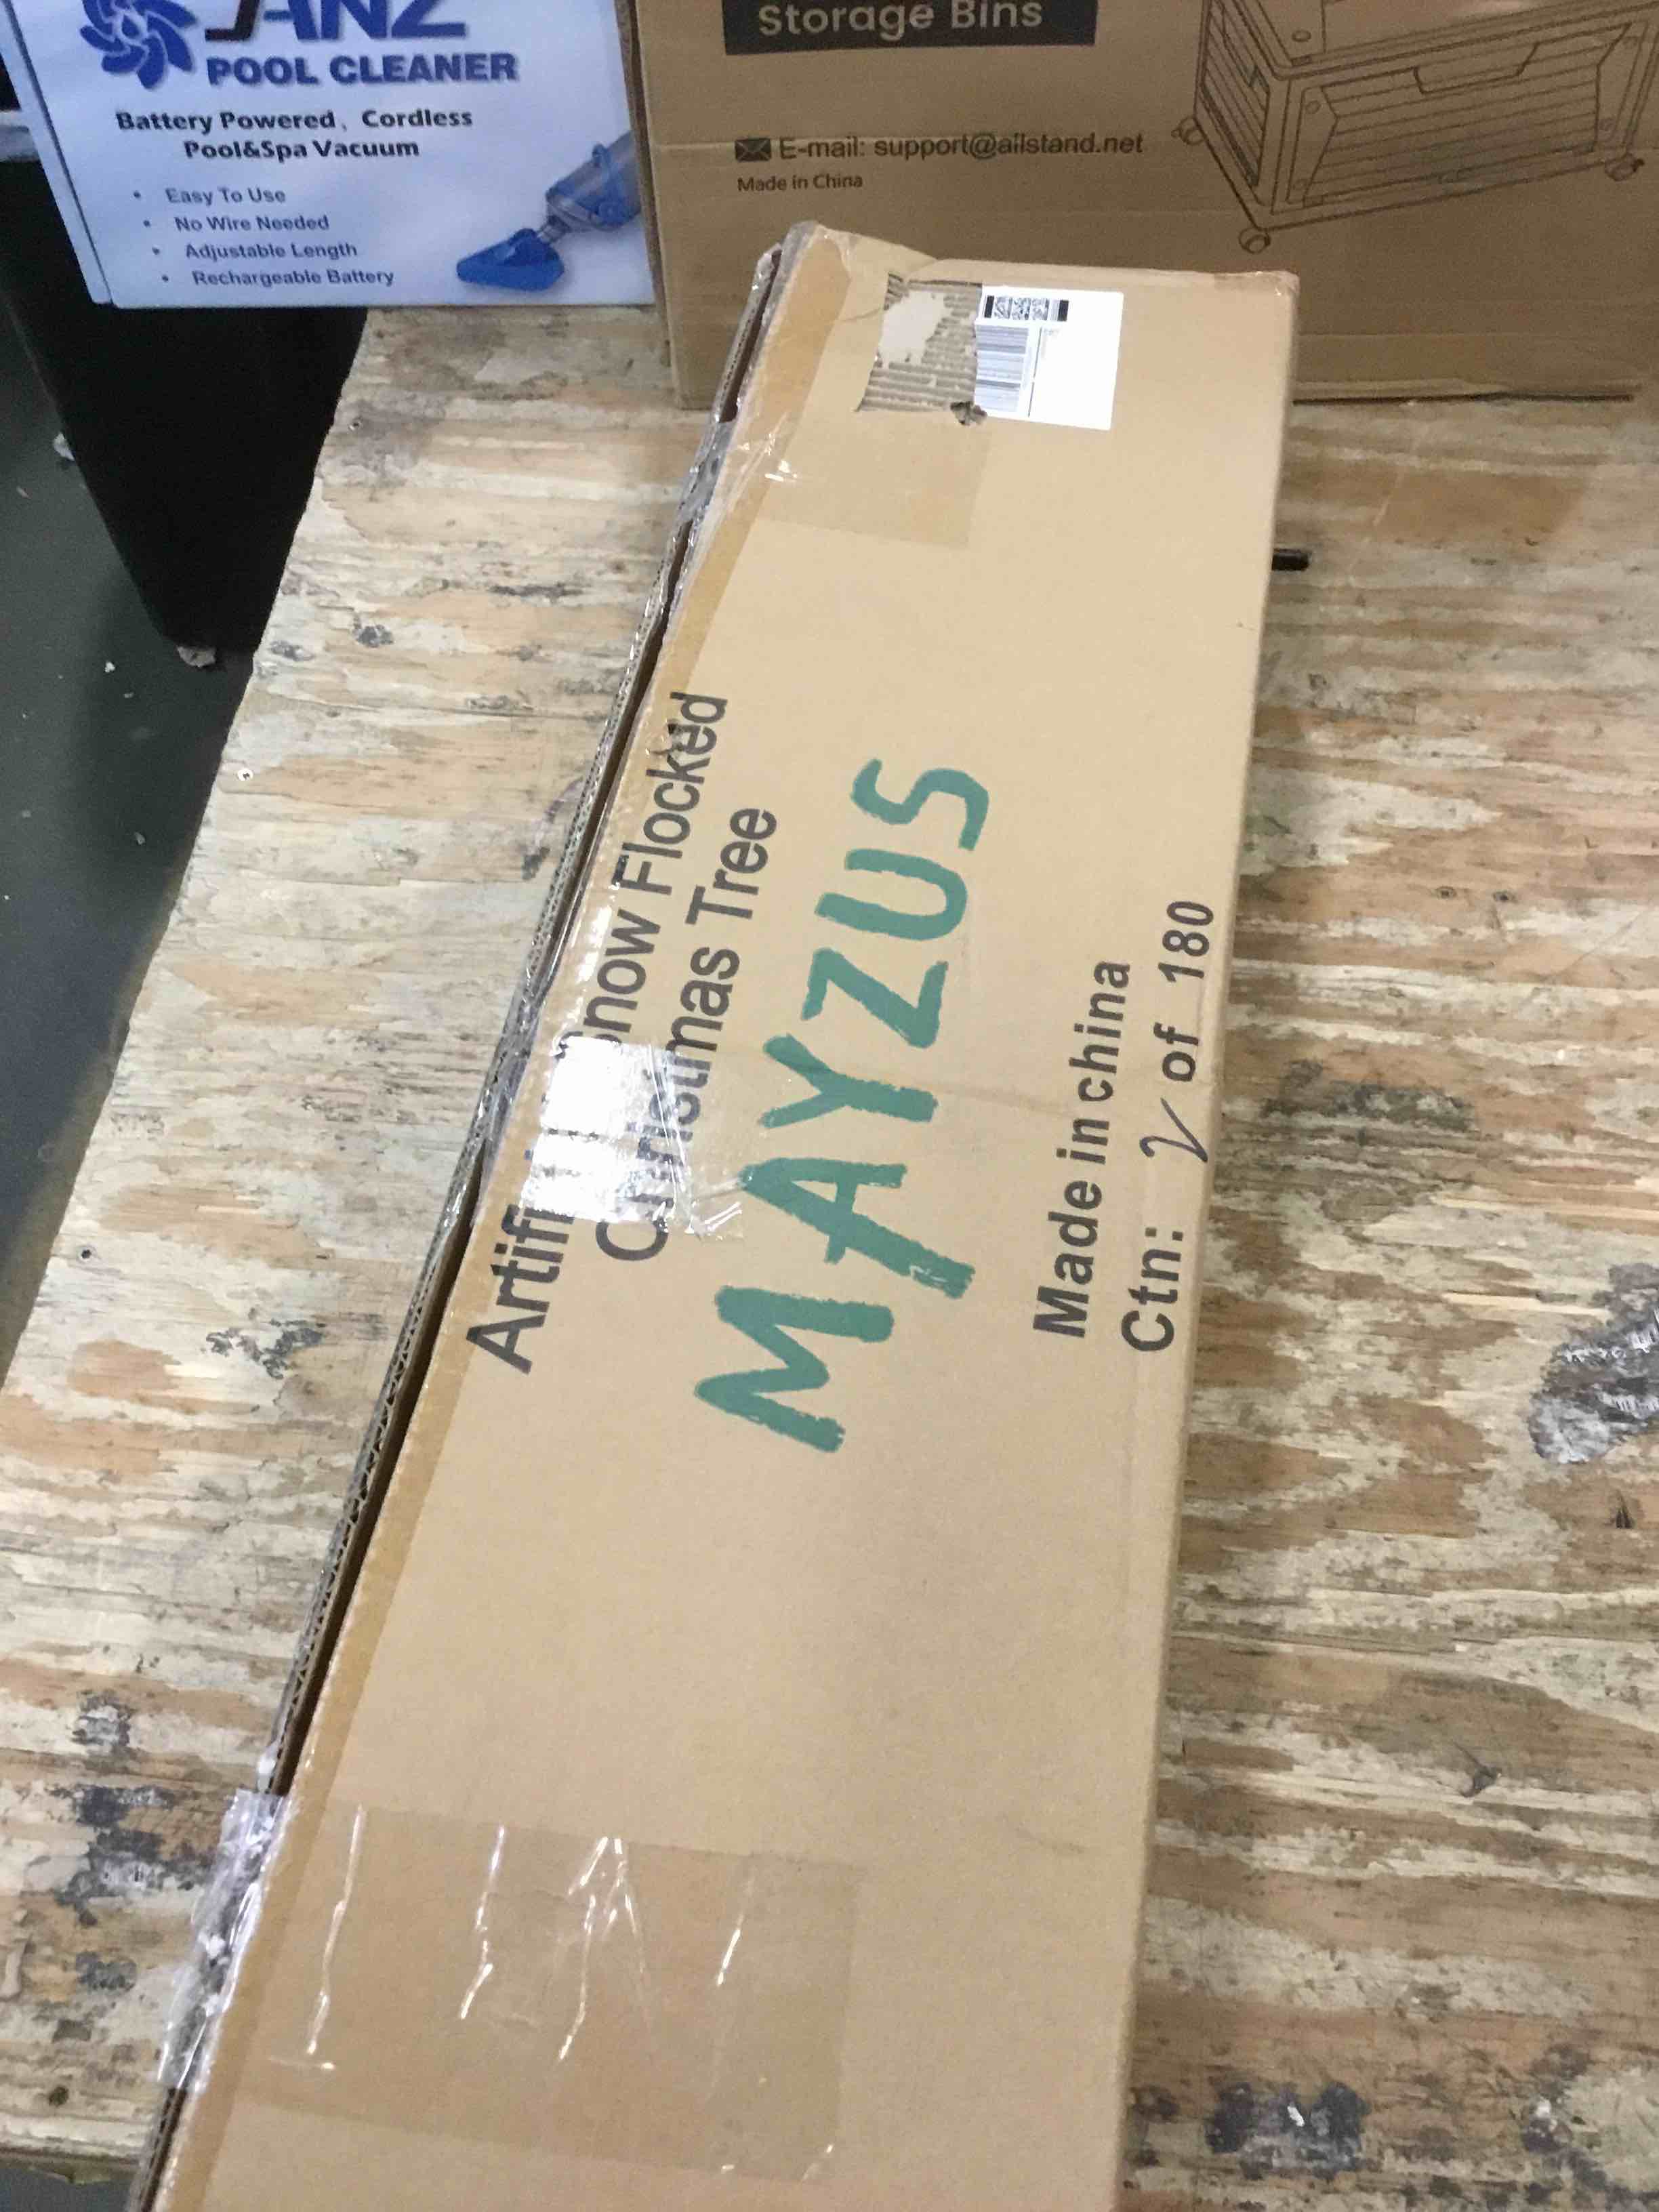 POOL CLEANER
Battery Powered, Cordless
Pool&Spa Vacuum
• Easy To Use
• No Wire Needed
• Adjustable Length
• Rechargeable Battery
Storage Bins
E-mail: support@ailstand.net
Made in China
Snow Flocked
Christmas Tree
MAYZUS
Made in china
Ctn: 2 of 180